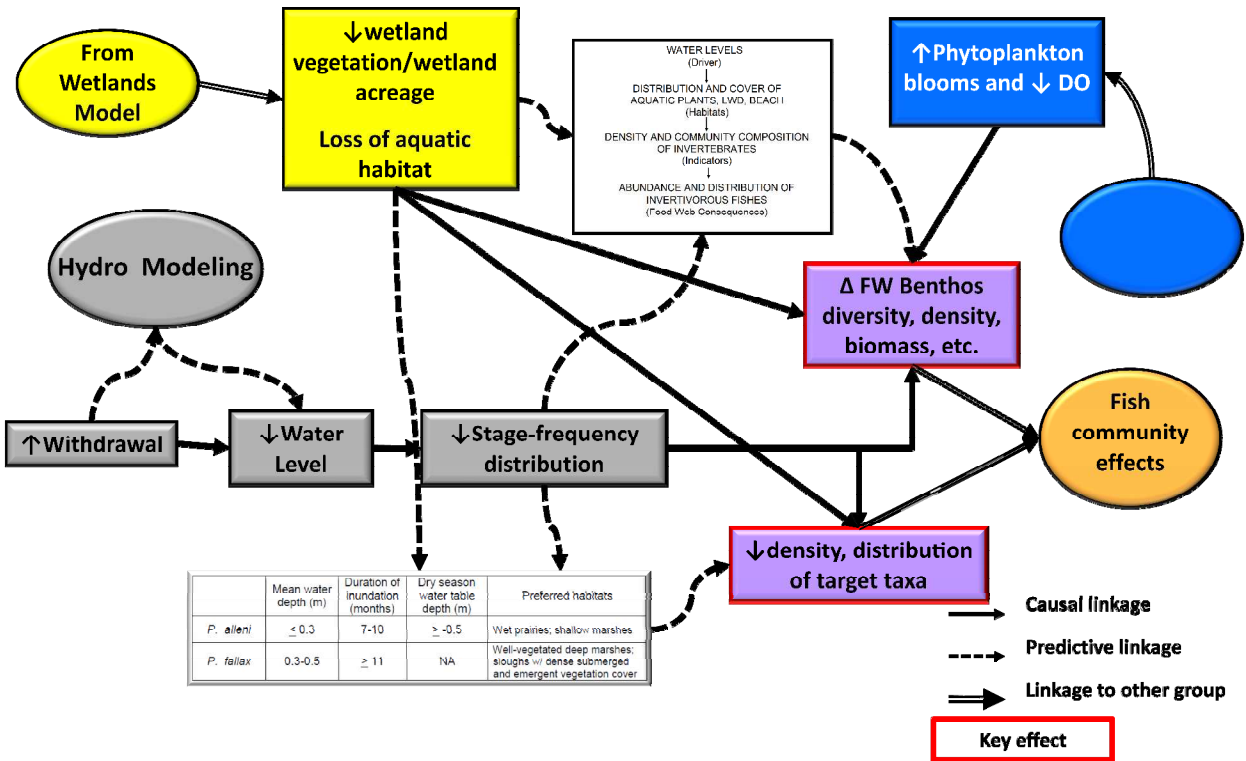 From
Wetlands
Model
↓wetland
vegetation/wetland
acreage
Loss of aquatic
habitat
WATER LEVELS
(Driver)
DISTRIBUTION AND COVER OF
AQUATIC PLANTS, LWD, BEACH
(Habitats)
DENSITY AND COMMUNITY COMPOSITION
OF INVERTEBRATES
(Indicators)
ABUNDANCE AND DISTRIBUTION OF
INVERTIVOROUS FISHES
(Food Web Consequences)
↑Phytoplankton
blooms and ↓ DO
Hydro Modeling
Δ FW Benthos
diversity, density,
biomass, etc.
↑Withdrawal
↓Water
Level
↓Stage-frequency
distribution
Fish
community
effects
↓density, distribution
of target taxa
Mean water
depth (m)
Duration of
inundation
(months)
Dry season
water table
depth (m)
Preferred habitats
P. alleni
≤ 0.3
7-10
≥ -0.5
Wet prairies; shallow marshes
P. fallax
0.3-0.5
≥ 11
NA
Well-vegetated deep marshes;
sloughs w/ dense submerged
and emergent vegetation cover
Causal linkage
Predictive linkage
Linkage to other group
Key effect